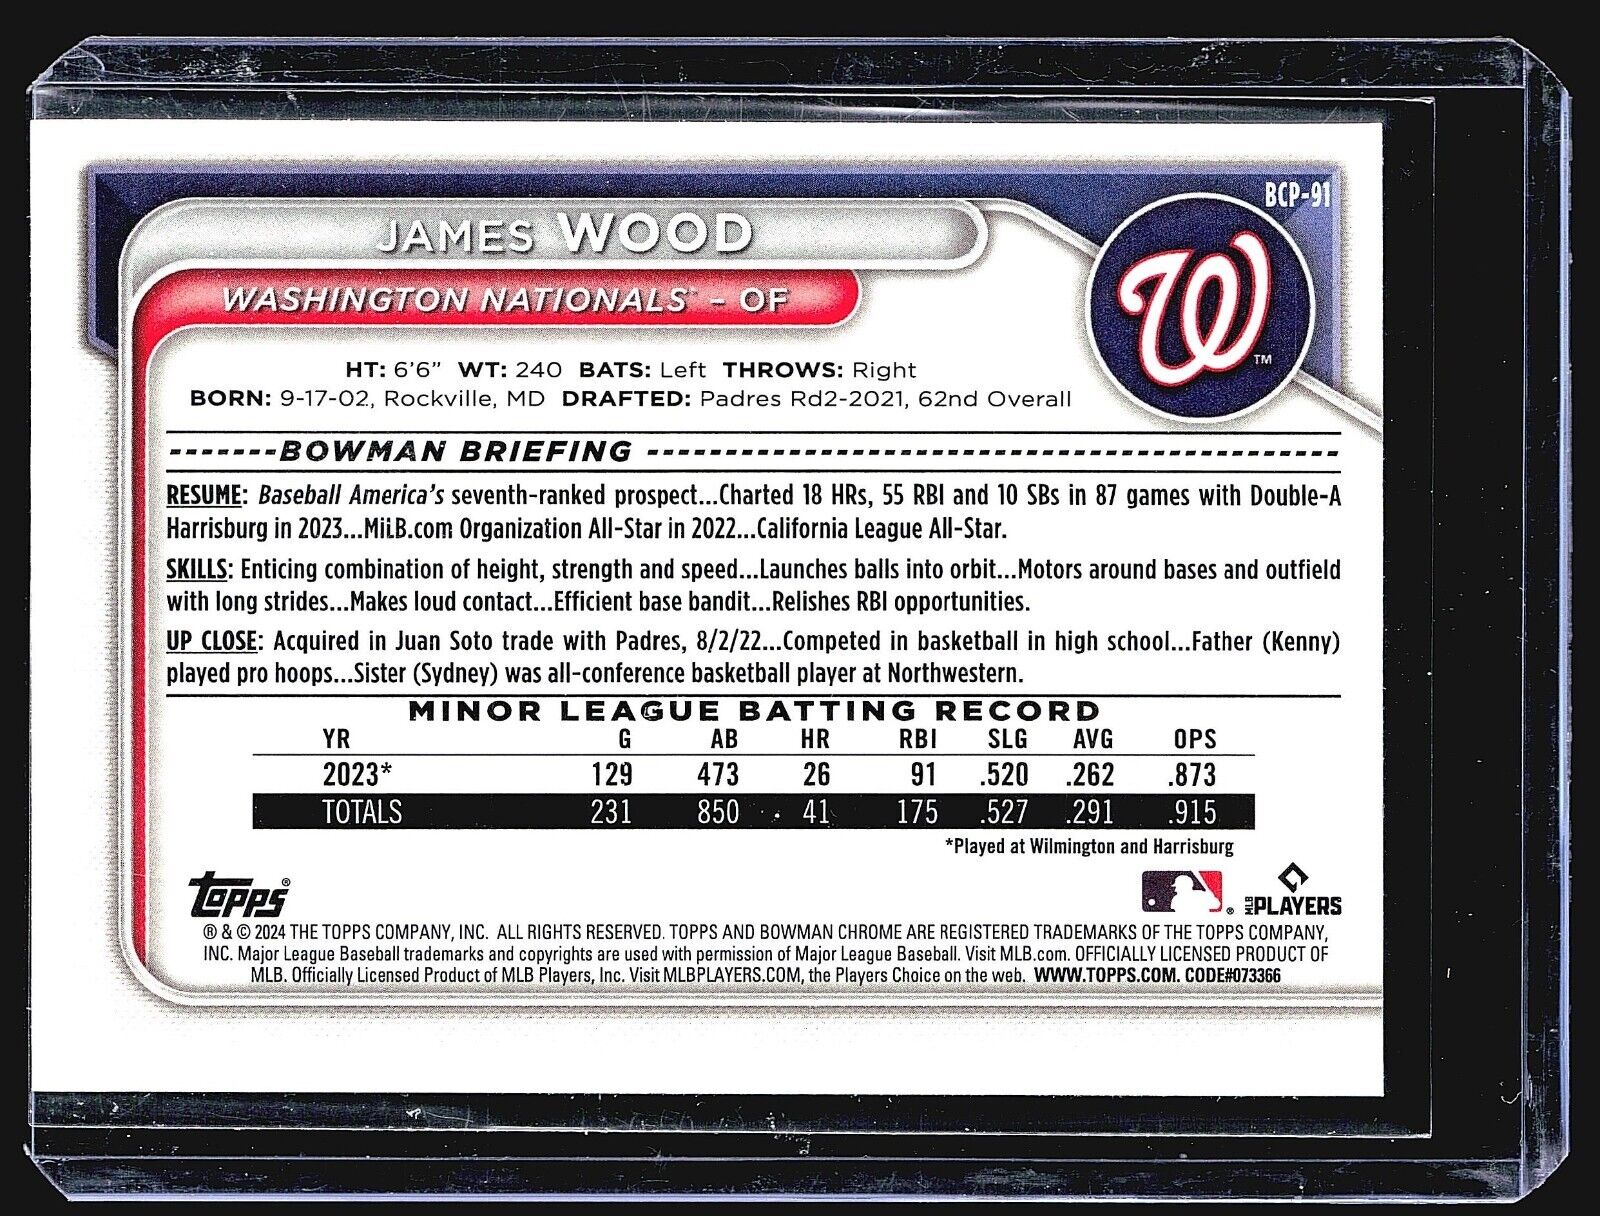 BCP-91
JAMES WOOD
WASHINGTON NATIONALS™ – OF
W™
HT: 6'6" WT: 240 BATS: Left THROWS: Right
BORN: 9-17-02, Rockville, MD DRAFTED: Padres Rd2-2021, 62nd Overall
BOWMAN BRIEFING
RESUME: Baseball America's seventh-ranked prospect...Charted 18 HRs, 55 RBI and 10 SBs in 87 games with Double-A
Harrisburg in 2023...MiLB.com Organization All-Star in 2022...California League All-Star.
SKILLS: Enticing combination of height, strength and speed...Launches balls into orbit...Motors around bases and outfield
with long strides...Makes loud contact...Efficient base bandit...Relishes RBI opportunities.
UP CLOSE: Acquired in Juan Soto trade with Padres, 8/2/22...Competed in basketball in high school...Father (Kenny)
played pro hoops...Sister (Sydney) was all-conference basketball player at Northwestern.
MINOR LEAGUE BATTING RECORD
YR G AB HR RBI SLG AVG OPS
2023* 129 473 26 91 .520 .262 .873
TOTALS 231 850 41 175 .527 .291 .915
*Played at Wilmington and Harrisburg
Topps®
® MLB PLAYERS
® & © 2024 THE TOPPS COMPANY, INC. ALL RIGHTS RESERVED. TOPPS AND BOWMAN CHROME ARE REGISTERED TRADEMARKS OF THE TOPPS COMPANY,
INC. Major League Baseball trademarks and copyrights are used with permission of Major League Baseball. Visit MLB.com. OFFICIALLY LICENSED PRODUCT OF
MLB. Officially Licensed Product of MLB Players, Inc. Visit MLBPLAYERS.COM, the Players Choice on the web. WWW.TOPPS.COM. CODE#073366